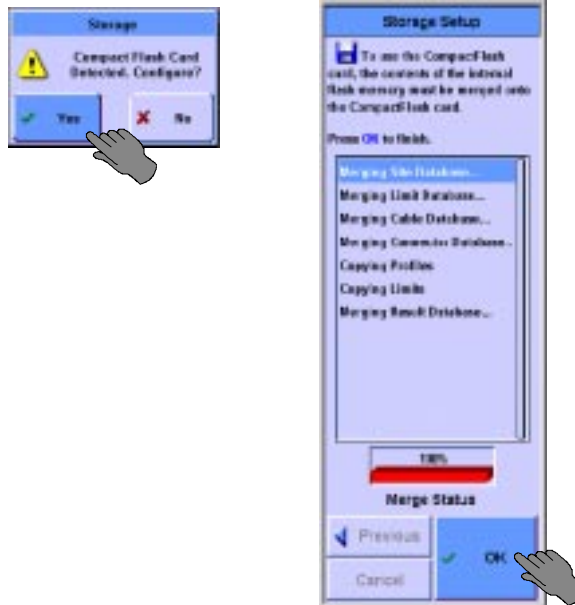 Storage
Compact Flash Card
Detected. Configure?
Yes
No
Storage Setup
To use the CompactFlash
card, the contents of the internal
flash memory must be merged onto
the CompactFlash card.
Press OK to finish.
Merging Site Database...
Merging Limit Database...
Merging Cable Database...
Merging Connector Database..
Copying Profiles
Copying Limits
Merging Result Database...
100%
Merge Status
Previous
OK
Cancel